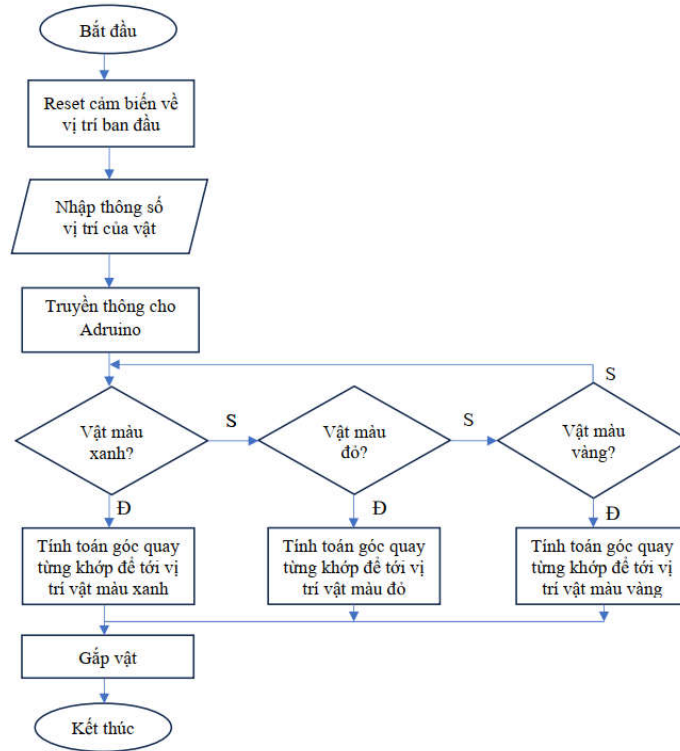 Bắt đầu
Reset cảm biến về
vị trí ban đầu
Nhập thông số
vị trí của vật
Truyền thông cho
Adruino
S
Vật màu
xanh?
S
Vật màu
đỏ?
S
Vật màu
vàng?
Đ
Đ
Đ
Tính toán góc quay
từng khớp để tới vị
trí vật màu xanh
Tính toán góc quay
từng khớp để tới vị
trí vật màu đỏ
Tính toán góc quay
từng khớp để tới vị
trí vật màu vàng
Gắp vật
Kết thúc